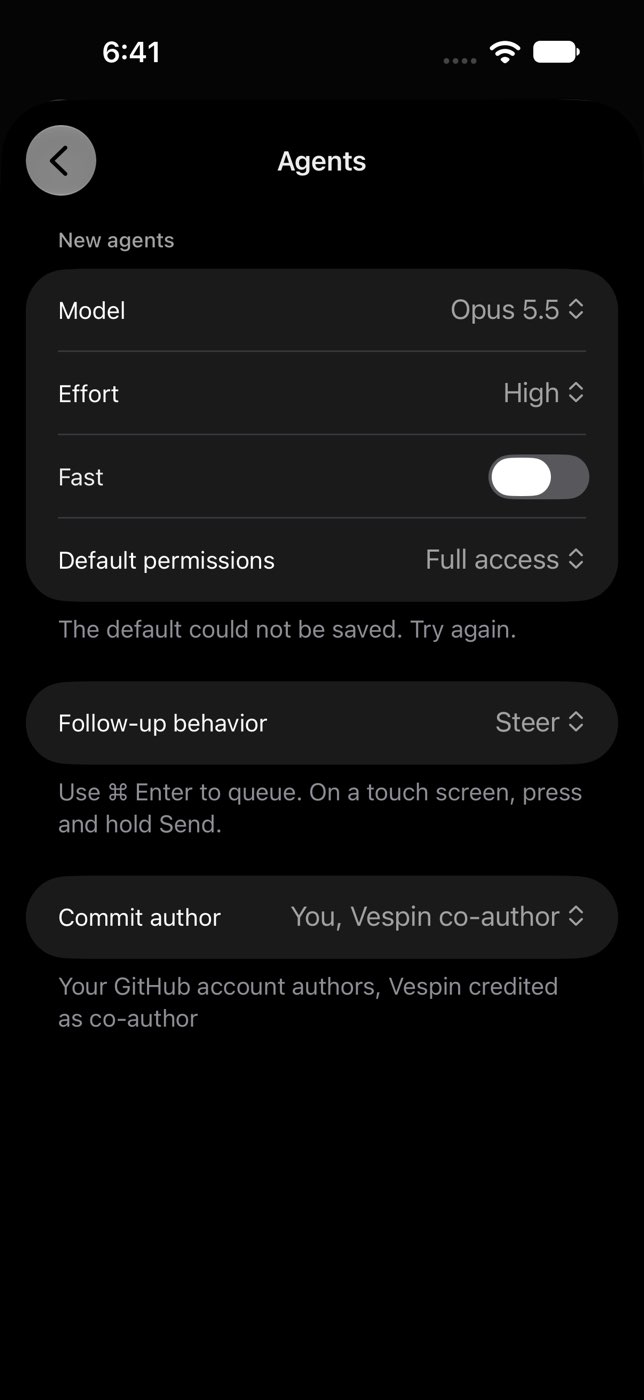 6:41
Agents
New agents
Model Opus 5.5
Effort High
Fast
Default permissions Full access
The default could not be saved. Try again.
Follow-up behavior Steer
Use ⌘ Enter to queue. On a touch screen, press
and hold Send.
Commit author You, Vespin co-author
Your GitHub account authors, Vespin credited
as co-author